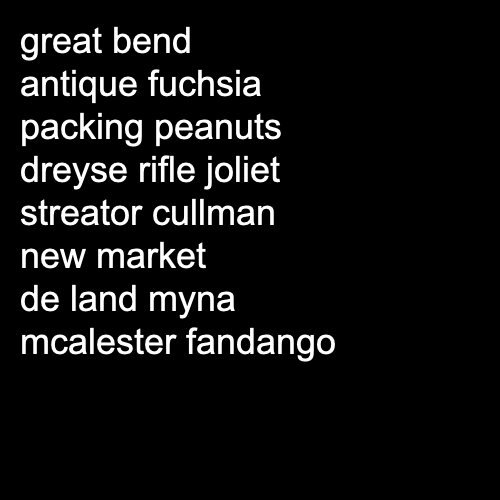 great bend
antique fuchsia
packing peanuts
dreyse rifle joliet
streator cullman
new market
de land myna
mcalester fandango